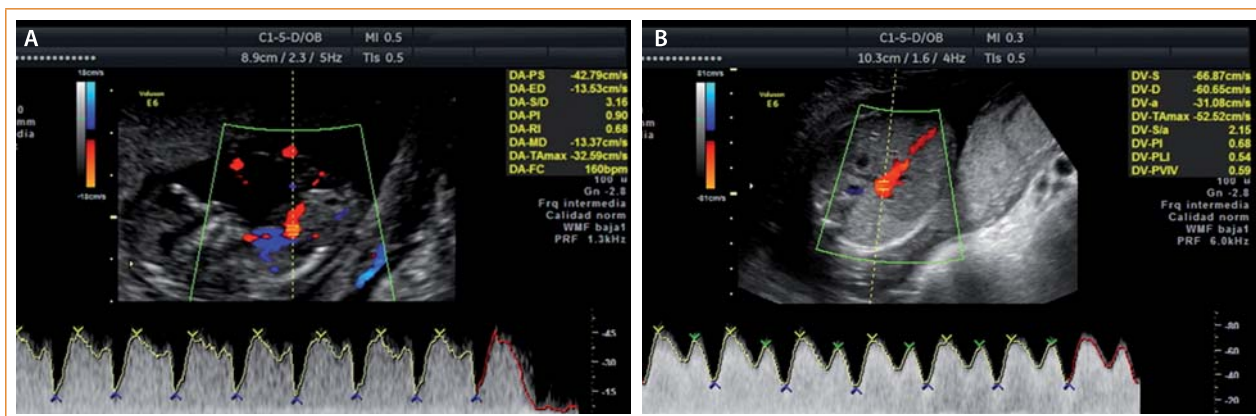 A
C1-5-D/OB MI 0.5
8.9cm / 2.3 / 5Hz TIs 0.5
18cm/s
-18cm/s
Voluson
E6
DA-PS -42.79cm/s
DA-ED -13.53cm/s
DA-S/D 3.16
DA-PI 0.90
DA-RI 0.68
DA-MD -13.37cm/s
DA-TAmax -32.59cm/s
DA-FC 160bpm
Gn -2.8
Frq intermedia
Calidad norm
WMF baja1
PRF 1.3kHz
-45
-30
-15
B
C1-5-D/OB MI 0.3
10.3cm / 1.6 / 4Hz TIs 0.5
81cm/s
-81cm/s
Voluson
E6
DV-S -66.87cm/s
DV-D -60.65cm/s
DV-a -31.08cm/s
DV-TAmax -52.52cm/s
DV-S/a 2.15
DV-PI 0.68
DV-PLI 0.54
DV-PVIV 0.59
Gn -2.8
Frq intermedia
Calidad norm
WMF baja1
PRF 6.0kHz
-80
-60
-40
-20